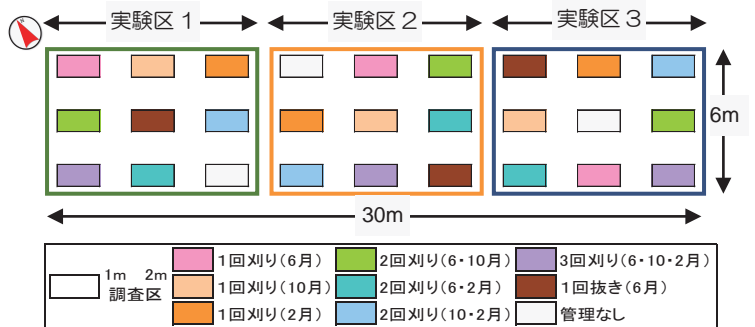 実験区1 実験区2 実験区3
6m
30m
1m 2m
調査区
1回刈り(6月) 2回刈り(6・10月) 3回刈り(6・10・2月)
1回刈り(10月) 2回刈り(6・2月) 1回抜き(6月)
1回刈り(2月) 2回刈り(10・2月) 管理なし